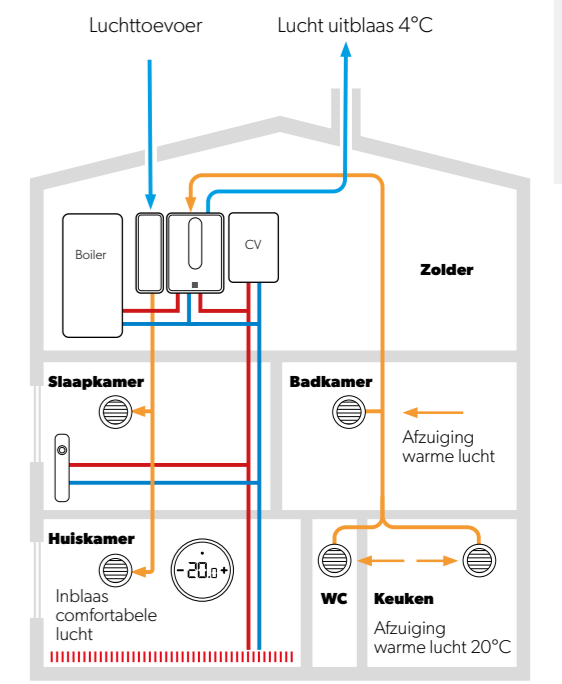 Luchttoevoer
Lucht uitblaas 4°C
Boiler
CV
Zolder
Slaapkamer
Badkamer
Afzuiging
warme lucht
Huiskamer
-20.0+
Inblaas
comfortabele
lucht
WC
Keuken
Afzuiging
warme lucht 20°C